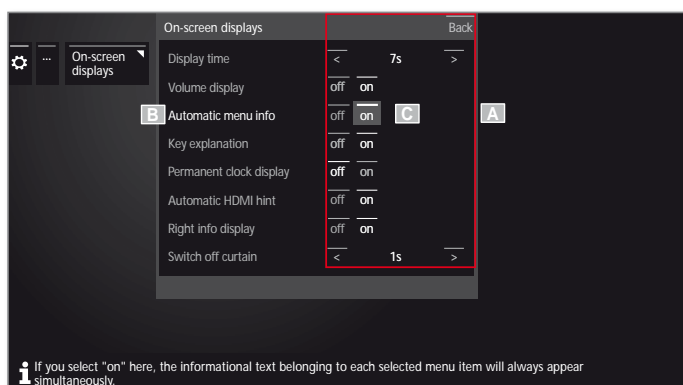 On-screen displays Back
... On-screen displays
Display time < 7s >
Volume display off on
B Automatic menu info off on C A
Key explanation off on
Permanent clock display off on
Automatic HDMI hint off on
Right info display off on
Switch off curtain < 1s >
i If you select "on" here, the informational text belonging to each selected menu item will always appear
simultaneously.